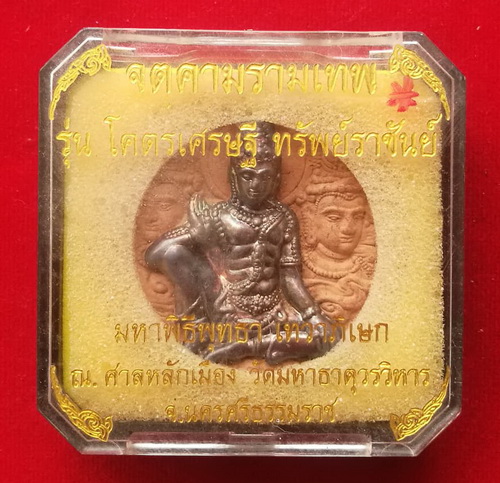 จตุคามรามเทพ
รุ่น โคตรเศรษฐี ทรัพย์ราชันย์
มหาพิธีพุทธา เทวาภิเษก
ณ. ศาลหลักเมือง วัดมหาธาตุวรวิหาร
จ.นครศรีธรรมราช